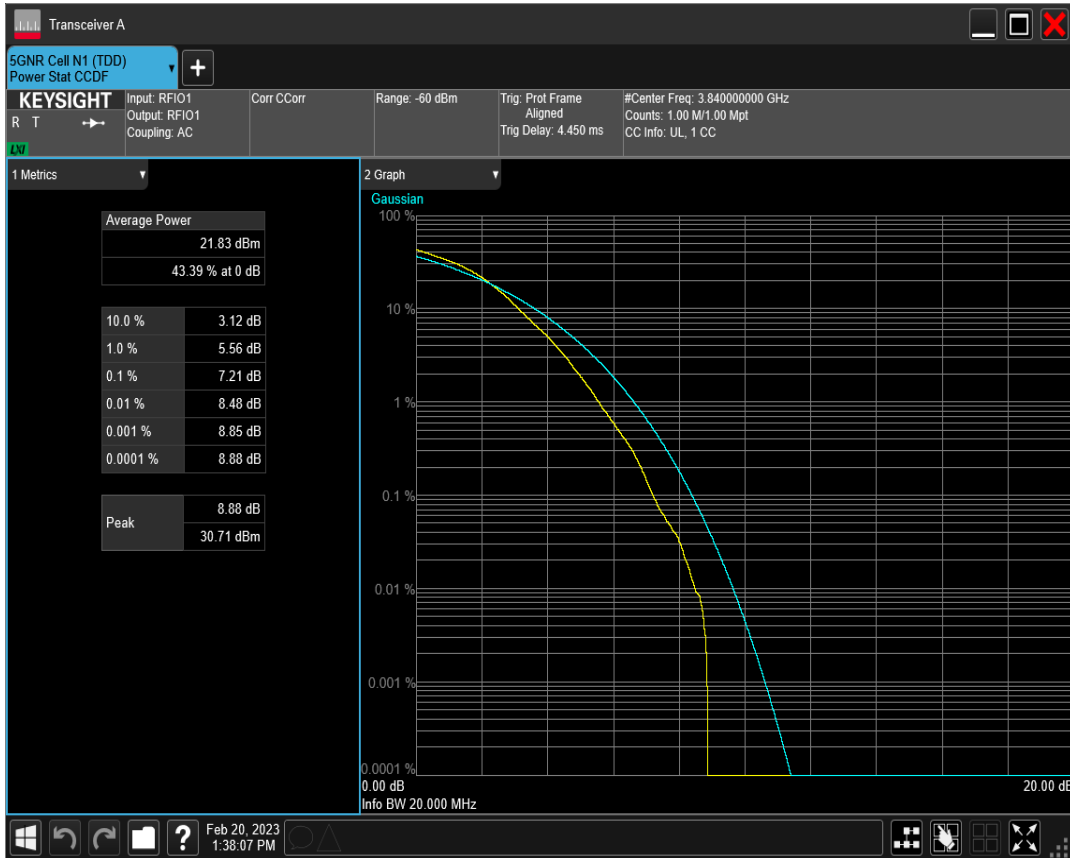 Transceiver A
5GNR Cell N1 (TDD)
Power Stat CCDF
+
KEYSIGHT
R T
LXI
Input: RFIO1
Output: RFIO1
Coupling: AC
Corr CCorr
Range: -60 dBm
Trig: Prot Frame
Aligned
Trig Delay: 4.450 ms
#Center Freq: 3.840000000 GHz
Counts: 1.00 M/1.00 Mpt
CC Info: UL, 1 CC
1 Metrics
Average Power
21.83 dBm
43.39 % at 0 dB
10.0 % 3.12 dB
1.0 % 5.56 dB
0.1 % 7.21 dB
0.01 % 8.48 dB
0.001 % 8.85 dB
0.0001 % 8.88 dB
Peak 8.88 dB
30.71 dBm
2 Graph
Gaussian
100 %
10 %
1 %
0.1 %
0.01 %
0.001 %
0.0001 %
0.00 dB 20.00 dB
Info BW 20.000 MHz
?
Feb 20, 2023
1:38:07 PM